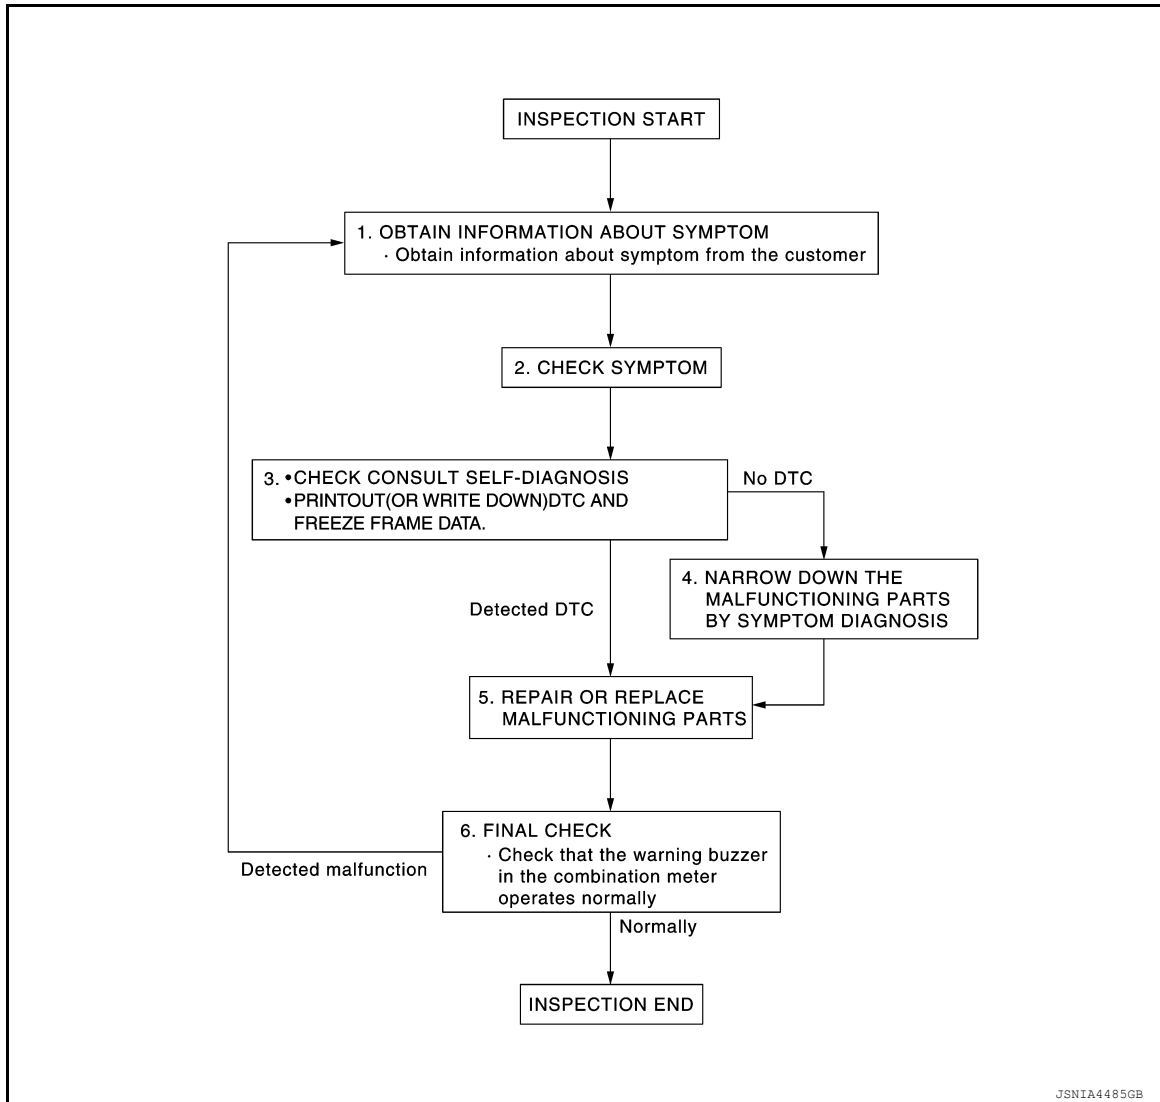 INSPECTION START
1. OBTAIN INFORMATION ABOUT SYMPTOM
· Obtain information about symptom from the customer
2. CHECK SYMPTOM
3. •CHECK CONSULT SELF-DIAGNOSIS
•PRINTOUT(OR WRITE DOWN)DTC AND
FREEZE FRAME DATA.
No DTC
4. NARROW DOWN THE
MALFUNCTIONING PARTS
BY SYMPTOM DIAGNOSIS
Detected DTC
5. REPAIR OR REPLACE
MALFUNCTIONING PARTS
6. FINAL CHECK
· Check that the warning buzzer
in the combination meter
operates normally
Detected malfunction
Normally
INSPECTION END
JSNIA4485GB